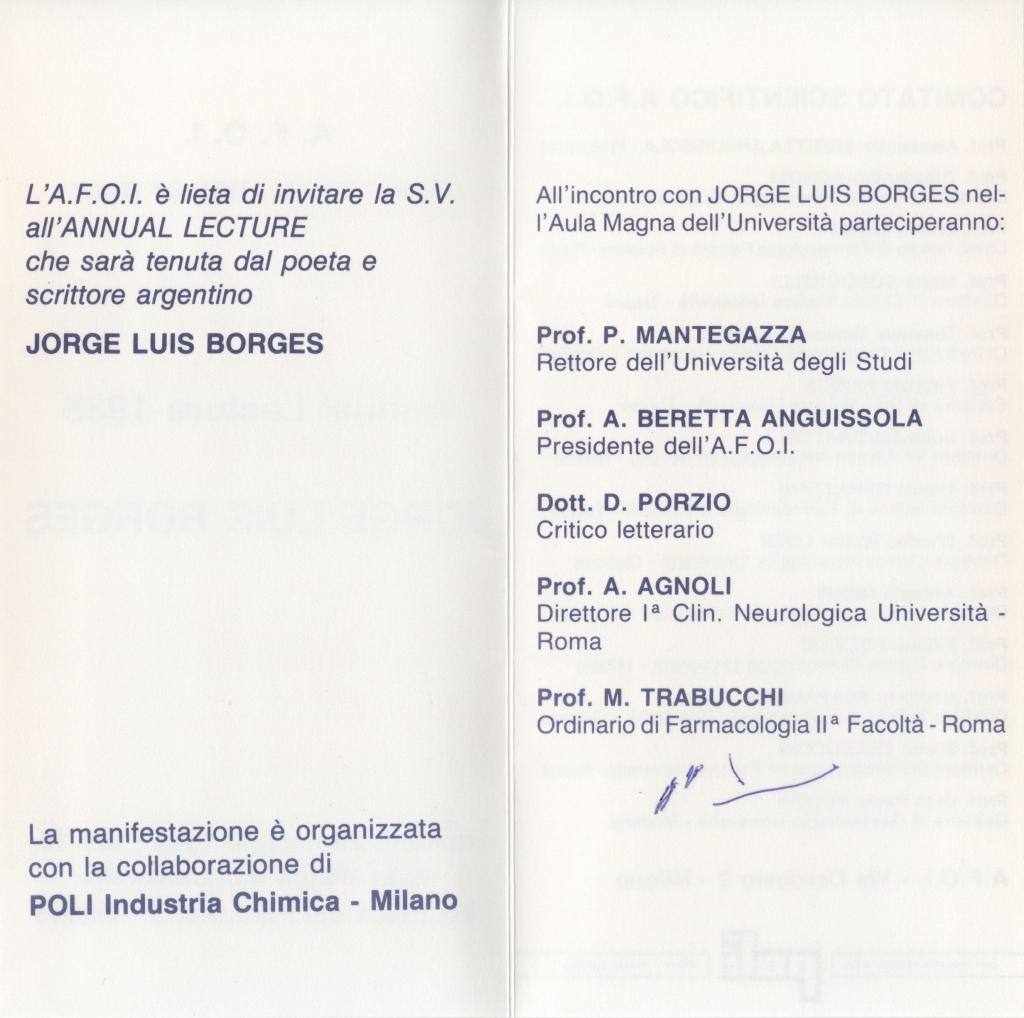 L'A.F.O.I. è lieta di invitare la S.V.
all'ANNUAL LECTURE
che sarà tenuta dal poeta e
scrittore argentino
JORGE LUIS BORGES
La manifestazione è organizzata
con la collaborazione di
POLI Industria Chimica - Milano
All'incontro con JORGE LUIS BORGES nel-
l'Aula Magna dell'Università parteciperanno:
Prof. P. MANTEGAZZA
Rettore dell'Università degli Studi
Prof. A. BERETTA ANGUISSOLA
Presidente dell'A.F.O.I.
Dott. D. PORZIO
Critico letterario
Prof. A. AGNOLI
Direttore Iª Clin. Neurologica Università -
Roma
Prof. M. TRABUCCHI
Ordinario di Farmacologia IIª Facoltà - Roma